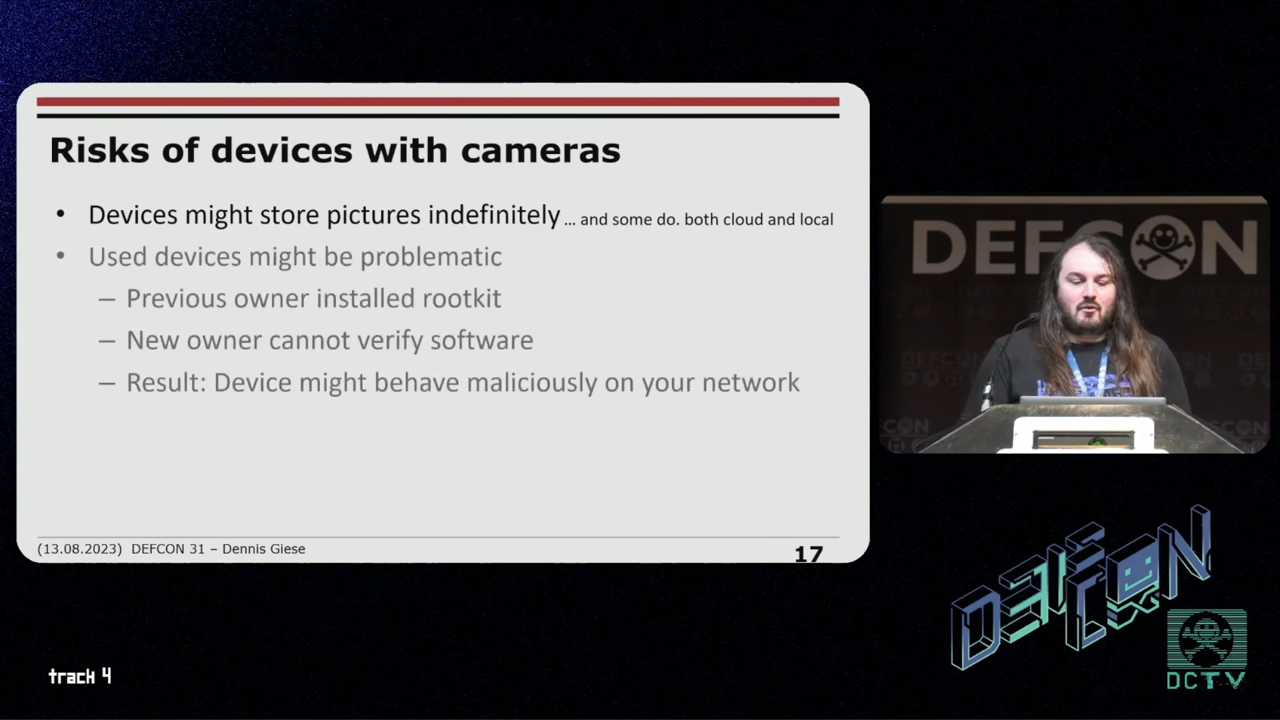 Risks of devices with cameras
• Devices might store pictures indefinitely ... and some do. both cloud and local
• Used devices might be problematic
– Previous owner installed rootkit
– New owner cannot verify software
– Result: Device might behave maliciously on your network
(13.08.2023) DEFCON 31 – Dennis Giese
17
DEFCON
DEFCON
track 4
DCTV